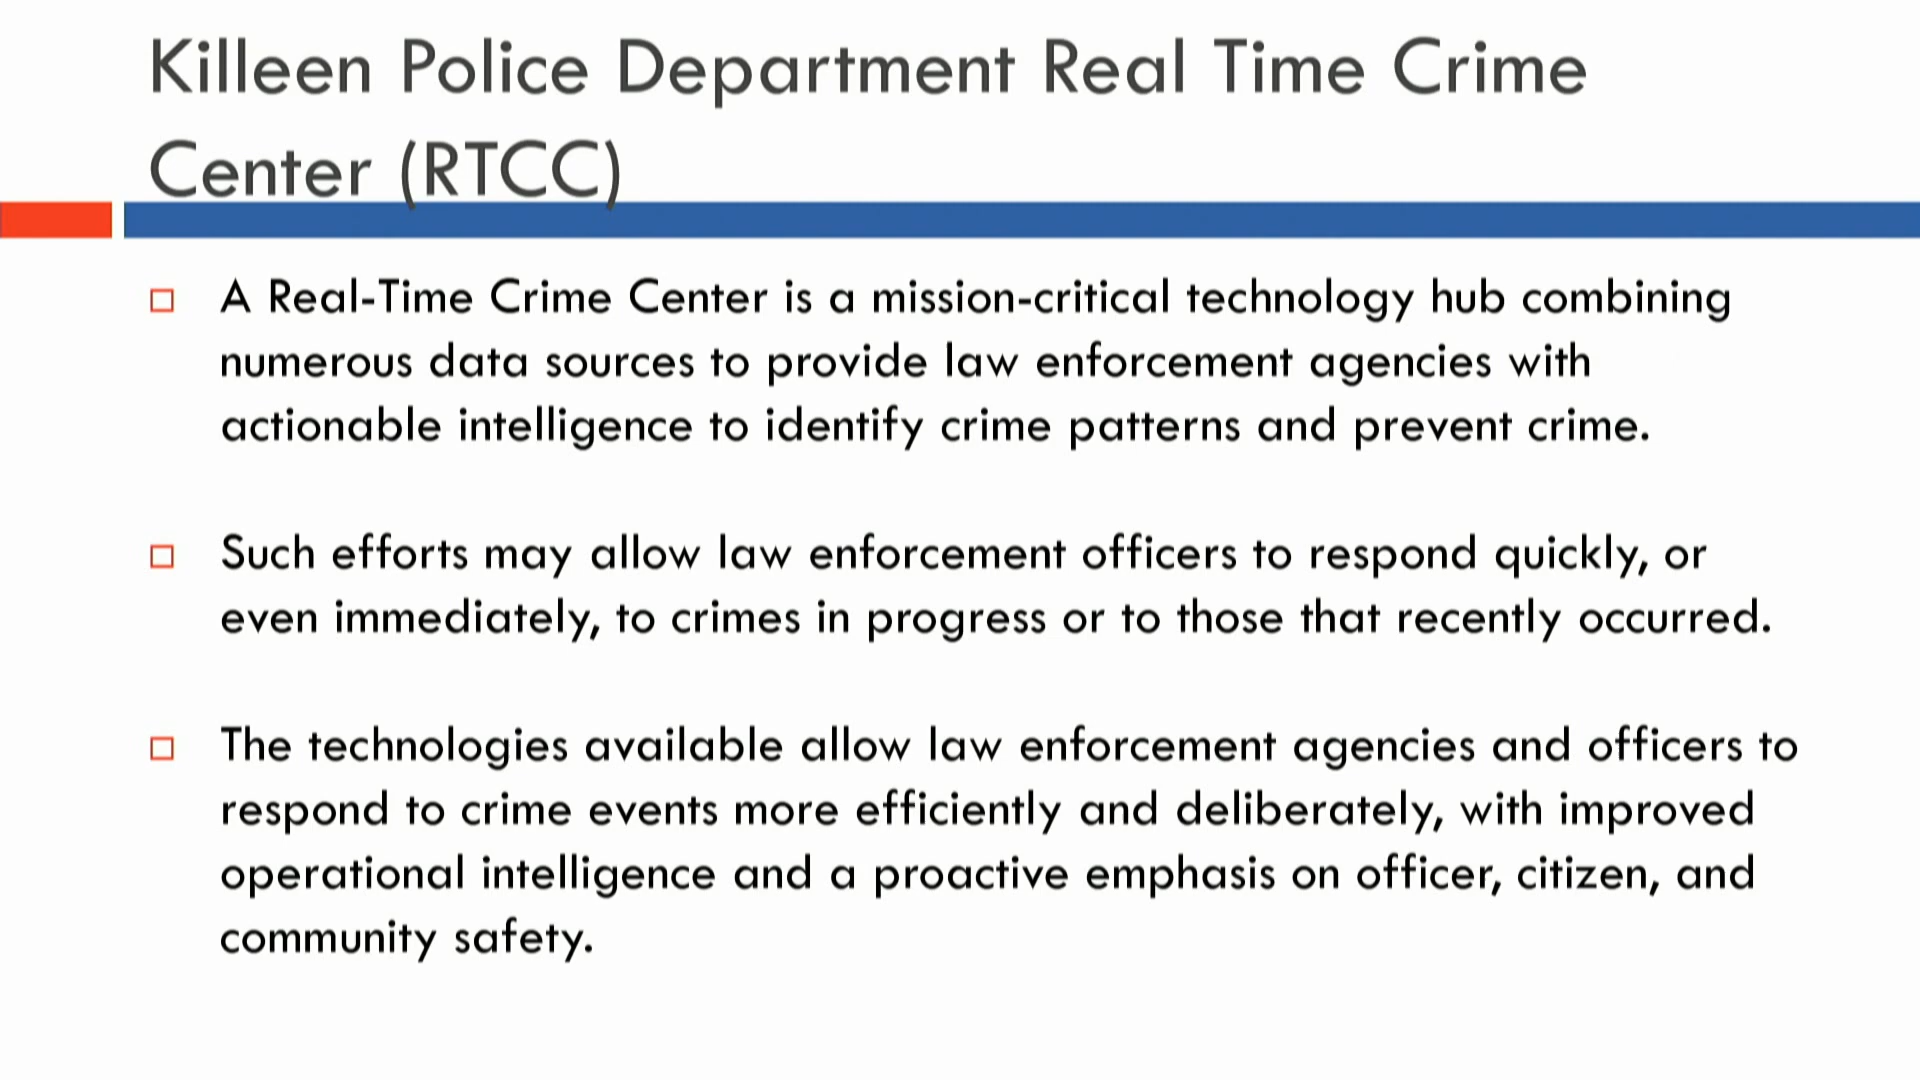 Killeen Police Department Real Time Crime
Center (RTCC)
A Real-Time Crime Center is a mission-critical technology hub combining
numerous data sources to provide law enforcement agencies with
actionable intelligence to identify crime patterns and prevent crime.
Such efforts may allow law enforcement officers to respond quickly, or
even immediately, to crimes in progress or to those that recently occurred.
The technologies available allow law enforcement agencies and officers to
respond to crime events more efficiently and deliberately, with improved
operational intelligence and a proactive emphasis on officer, citizen, and
community safety.